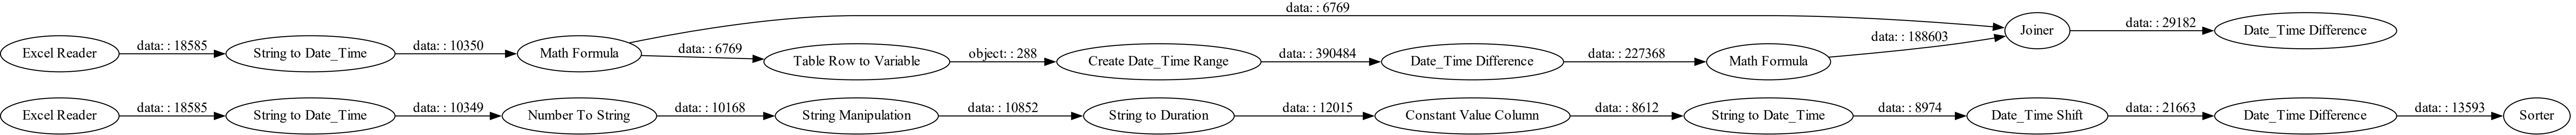 data: : 6769
Excel Reader
data: : 18585
String to Date_Time
data: : 10350
Math Formula
data: : 6769
Table Row to Variable
object: : 288
Create Date_Time Range
data: : 390484
Date_Time Difference
data: : 227368
Math Formula
data: : 188603
Joiner
data: : 29182
Date_Time Difference
Excel Reader
data: : 18585
String to Date_Time
data: : 10349
Number To String
data: : 10168
String Manipulation
data: : 10852
String to Duration
data: : 12015
Constant Value Column
data: : 8612
String to Date_Time
data: : 8974
Date_Time Shift
data: : 21663
Date_Time Difference
data: : 13593
Sorter